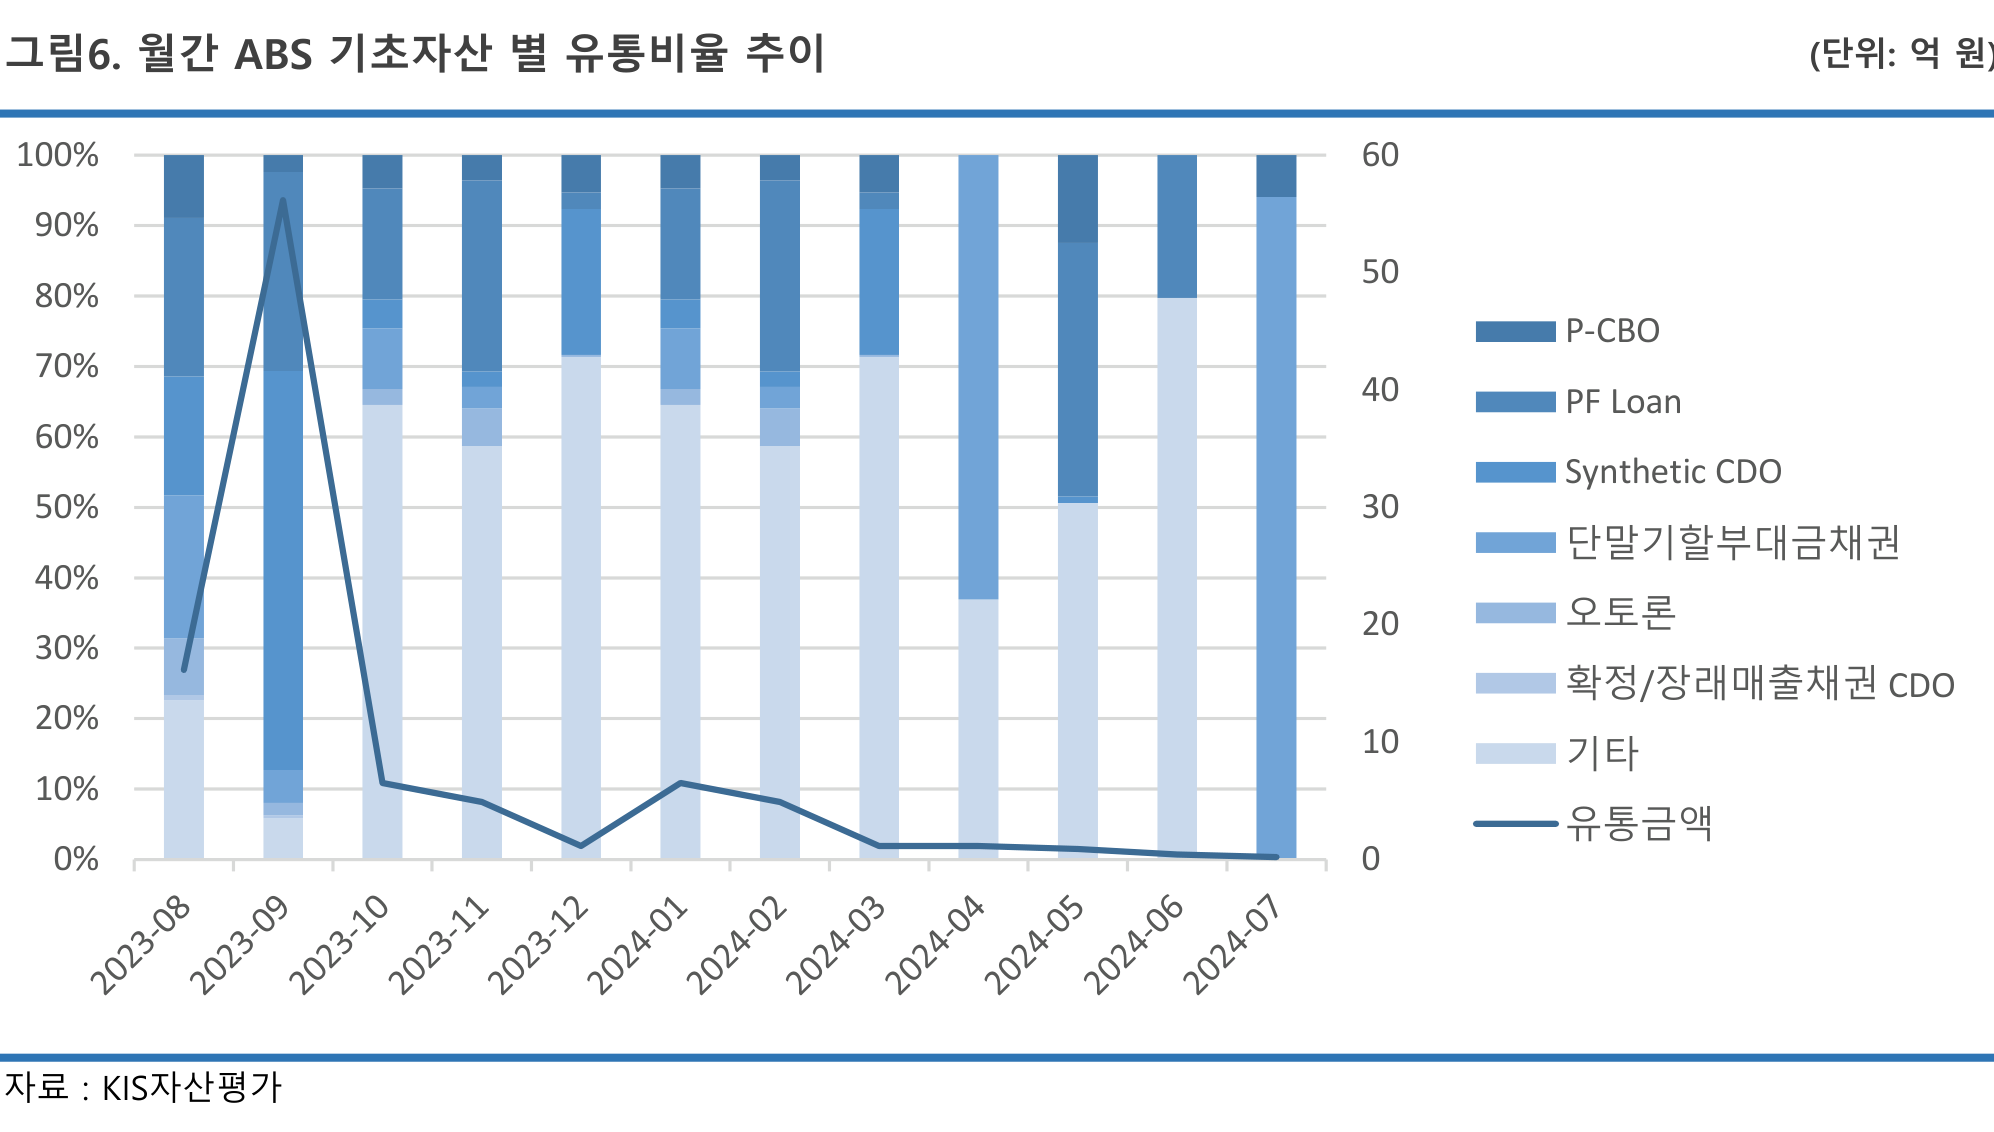 그림6. 월간 ABS 기초자산 별 유통비율 추이
(단위: 억 원)
100%
90%
80%
70%
60%
50%
40%
30%
20%
10%
0%
60
50
40
30
20
10
0
P-CBO
PF Loan
Synthetic CDO
단말기할부대금채권
오토론
확정/장래매출채권 CDO
기타
유통금액
2023-08
2023-09
2023-10
2023-11
2023-12
2024-01
2024-02
2024-03
2024-04
2024-05
2024-06
2024-07
자료 : KIS자산평가